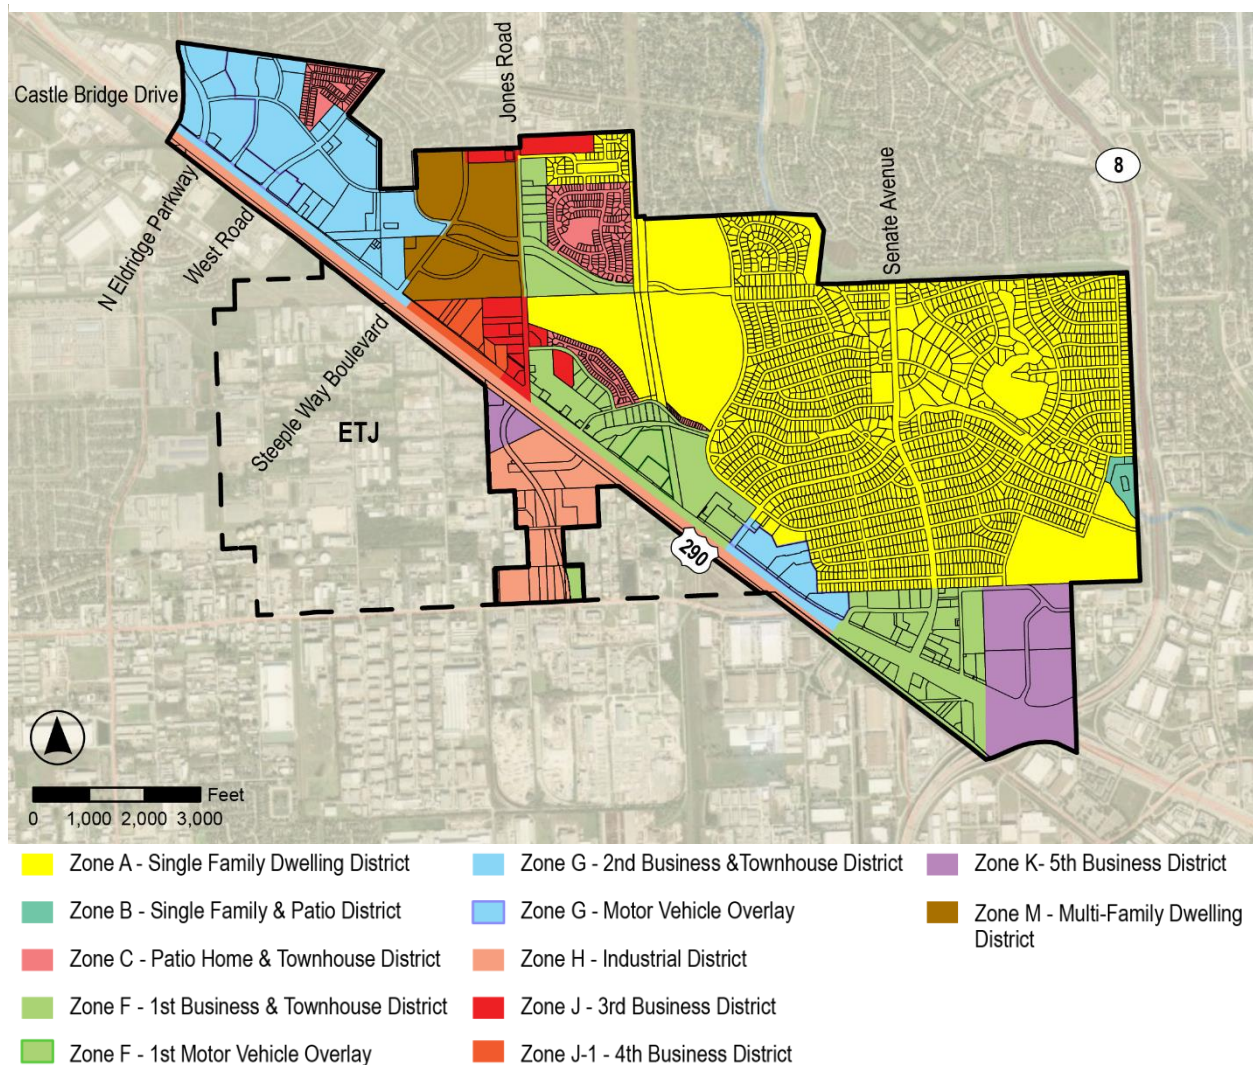 Jones Road
Castle Bridge Drive
8
Senate Avenue
N Eldridge Parkway
West Road
Steeple Way Boulevard
ETJ
290
Feet
0 1,000 2,000 3,000
Zone A - Single Family Dwelling District
Zone B - Single Family & Patio District
Zone C - Patio Home & Townhouse District
Zone F - 1st Business & Townhouse District
Zone F - 1st Motor Vehicle Overlay
Zone G - 2nd Business &Townhouse District
Zone G - Motor Vehicle Overlay
Zone H - Industrial District
Zone J - 3rd Business District
Zone J-1 - 4th Business District
Zone K- 5th Business District
Zone M - Multi-Family Dwelling
District